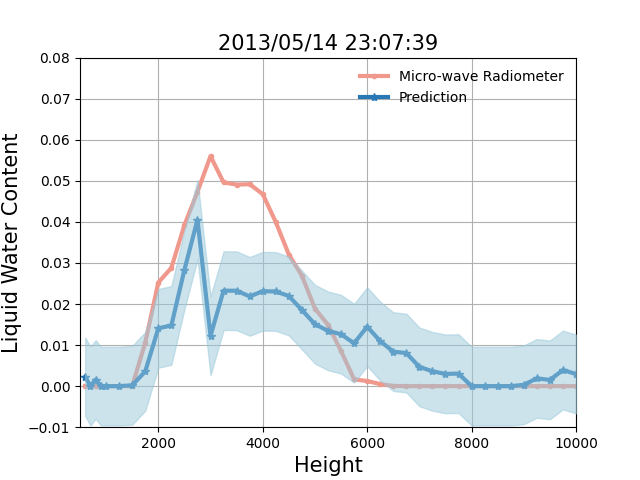 2013/05/14 23:07:39
Micro-wave Radiometer
Prediction
Liquid Water Content
0.08
0.07
0.06
0.05
0.04
0.03
0.02
0.01
0.00
−0.01
2000 4000 6000 8000 10000
Height